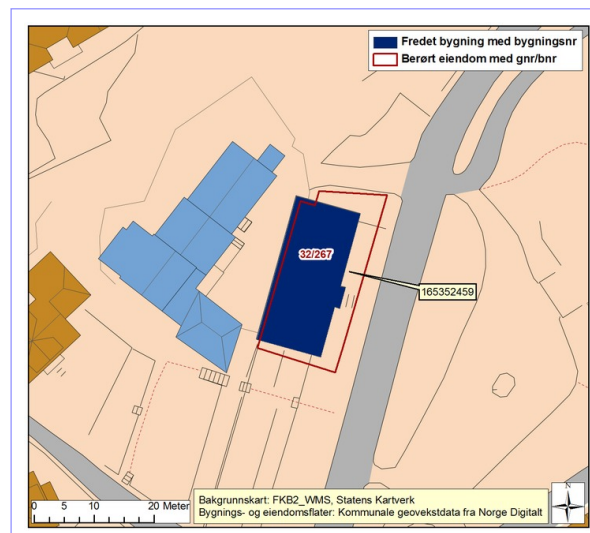 Fredet bygning med bygningsnr
Berørt eiendom med gnr/bnr
32/267
165352459
N
0 5 10 20 Meter
Bakgrunnskart: FKB2_WMS, Statens Kartverk
Bygnings- og eiendomsflater: Kommunale geovekstdata fra Norge Digitalt